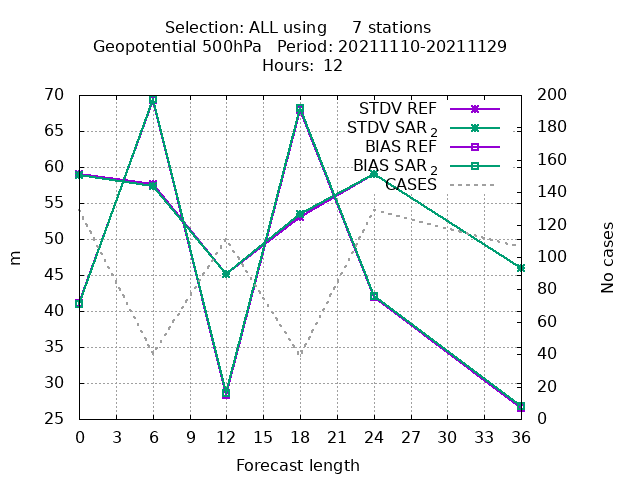 Selection: ALL using     7 stations
Geopotential 500hPa   Period: 20211110-20211129
Hours: 12
STDV REF
STDV SAR 2
BIAS REF
BIAS SAR 2
CASES
70
65
60
55
50
45
40
35
30
25
m
200
180
160
140
120
100
80
60
40
20
0
No cases
0 3 6 9 12 15 18 21 24 27 30 33 36
Forecast length